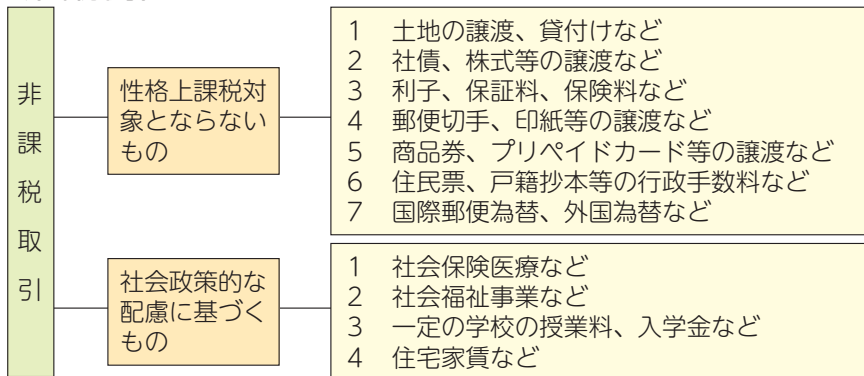 非課税取引
性格上課税対
象とならない
もの
1 土地の譲渡、貸付けなど
2 社債、株式等の譲渡など
3 利子、保証料、保険料など
4 郵便切手、印紙等の譲渡など
5 商品券、プリペイドカード等の譲渡など
6 住民票、戸籍抄本等の行政手数料など
7 国際郵便為替、外国為替など
社会政策的な
配慮に基づく
もの
1 社会保険医療など
2 社会福祉事業など
3 一定の学校の授業料、入学金など
4 住宅家賃など